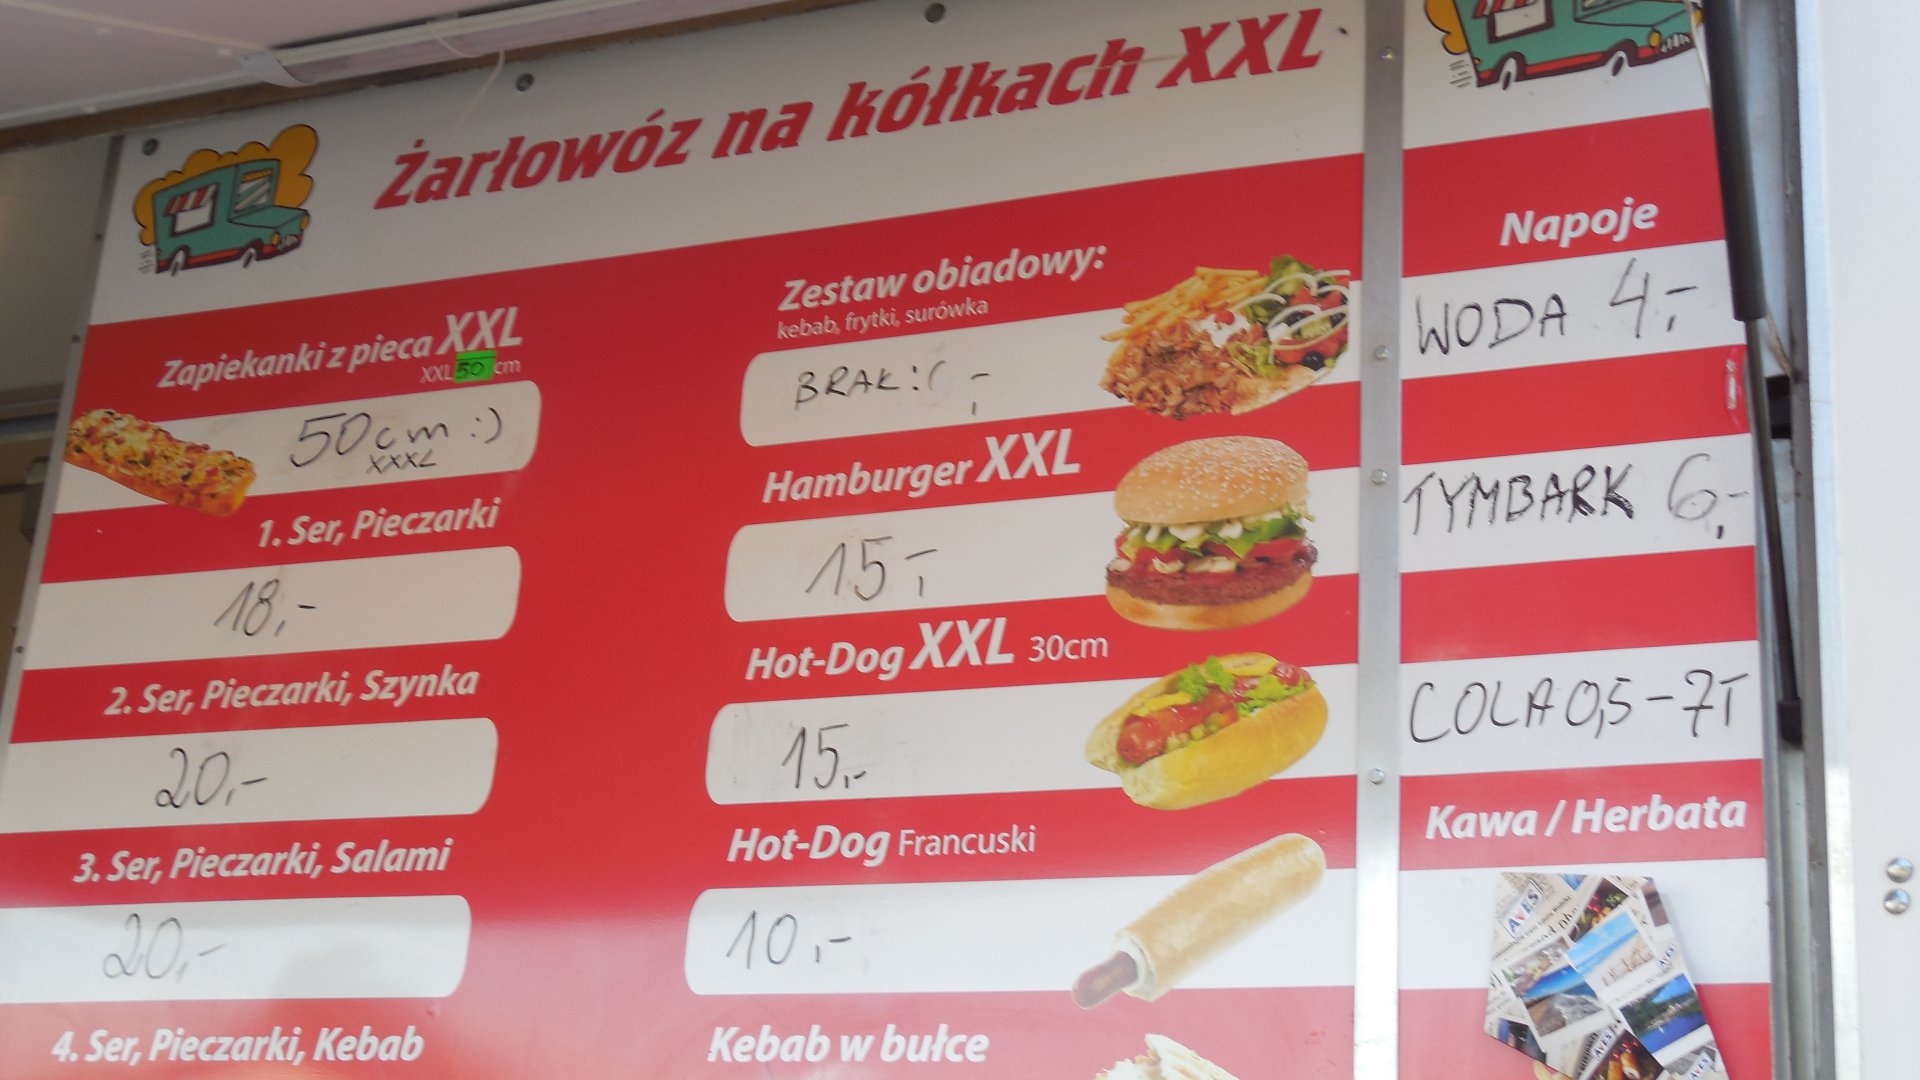 Żarłowóz na kółkach XXL
Zapiekanki z pieca XXL
XXL 50 cm
50 cm :)
XXXL
1. Ser, Pieczarki
18,-
2. Ser, Pieczarki, Szynka
20,-
3. Ser, Pieczarki, Salami
20,-
4. Ser, Pieczarki, Kebab
Zestaw obiadowy:
kebab, frytki, surówka
BRAK :( ,-
Hamburger XXL
15,-
Hot-Dog XXL 30cm
15,-
Hot-Dog Francuski
10,-
Kebab w bułce
Napoje
WODA 4,-
TYMBARK 6,-
COLA 0,5 - 7,-
Kawa / Herbata
AVES